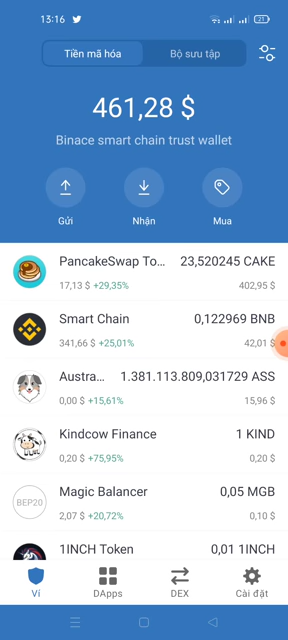 13:16
21
Tiền mã hóa
Bộ sưu tập
461,28 $
Binace smart chain trust wallet
Gửi
Nhận
Mua
PancakeSwap To... 23,520245 CAKE
17,13 $ +29,35% 402,95 $
Smart Chain 0,122969 BNB
341,66 $ +25,01% 42,01 $
Austra... 1.381.113.809,031729 ASS
0,00 $ +15,61% 15,96 $
Kindcow Finance 1 KIND
0,20 $ +75,95% 0,20 $
BEP20
Magic Balancer 0,05 MGB
2,07 $ +20,72% 0,10 $
1INCH Token 0,01 1INCH
Ví
DApps
DEX
Cài đặt